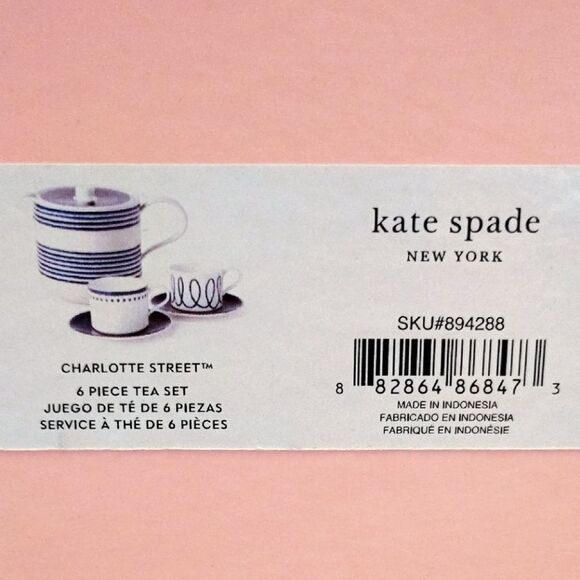 kate spade
NEW YORK
CHARLOTTE STREET™
6 PIECE TEA SET
JUEGO DE TÉ DE 6 PIEZAS
SERVICE À THÉ DE 6 PIÈCES
SKU#894288
8 82864 86847 3
MADE IN INDONESIA
FABRICADO EN INDONESIA
FABRIQUÉ EN INDONÉSIE